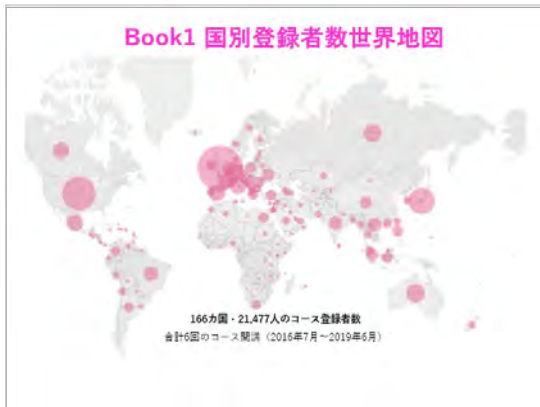 Book1 国別登録者数世界地図
166カ国・21,477人のコース登録者数
合計6回のコース開講（2016年7月～2019年6月）